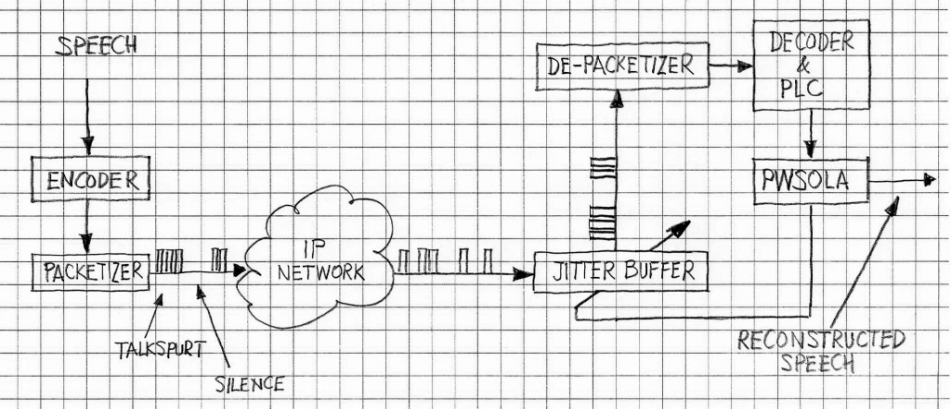 SPEECH
ENCODER
PACKETIZER
TALKSPURT
SILENCE
IP
NETWORK
JITTER BUFFER
DE-PACKETIZER
DECODER
&
PLC
PWSOLA
RECONSTRUCTED
SPEECH